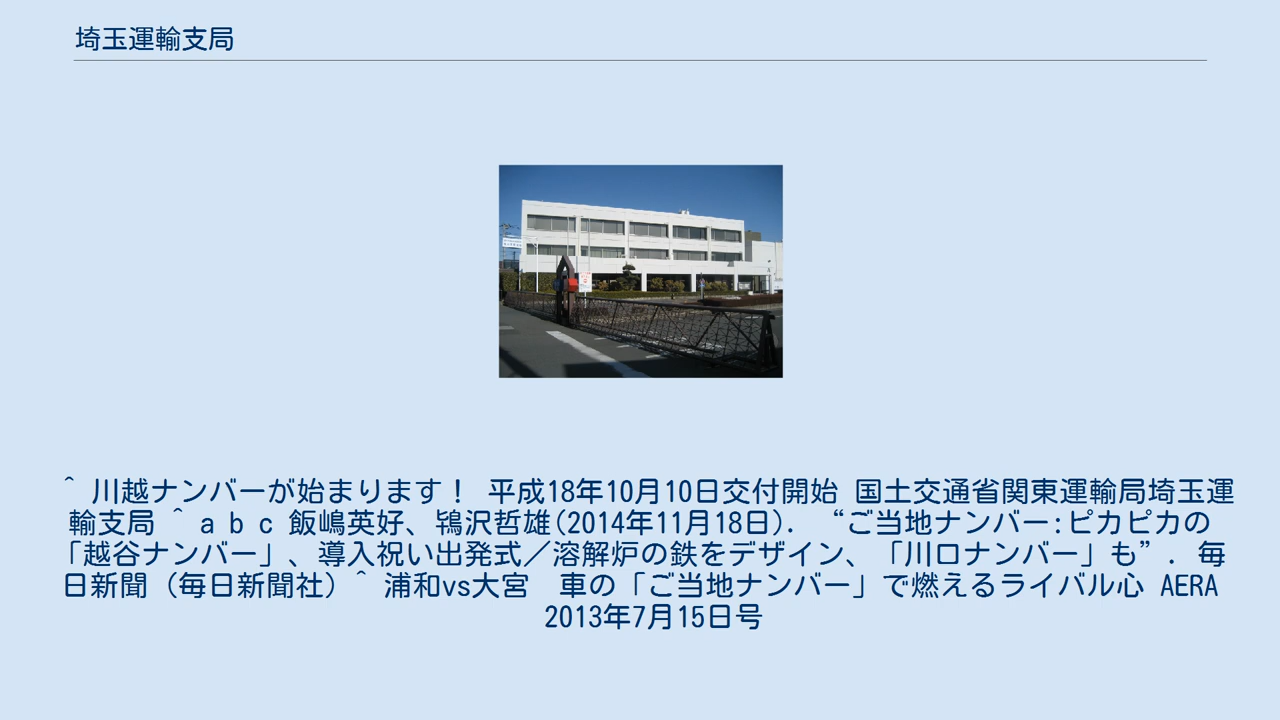 埼玉運輸支局
^ 川越ナンバーが始まります！ 平成18年10月10日交付開始 国土交通省関東運輸局埼玉運
輸支局 ^ a b c 飯嶋英好、鴇沢哲雄(2014年11月18日). “ご当地ナンバー:ピカピカの
「越谷ナンバー」、導入祝い出発式／溶解炉の鉄をデザイン、「川口ナンバー」も”. 毎
日新聞 (毎日新聞社) ^ 浦和vs大宮　車の「ご当地ナンバー」で燃えるライバル心 AERA
2013年7月15日号